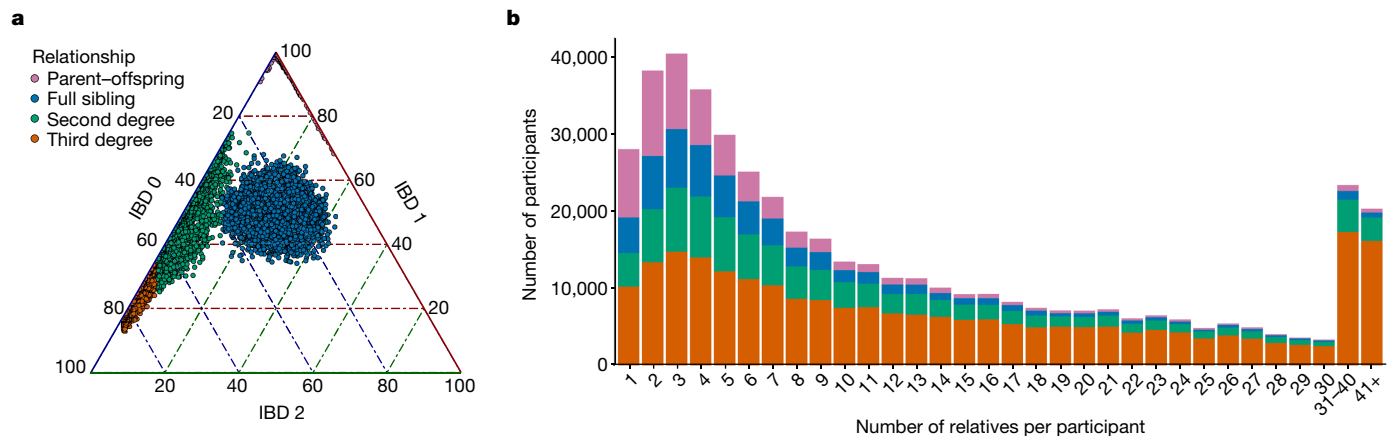 a
Relationship
Parent–offspring
Full sibling
Second degree
Third degree
100
20
80
40
60
60
40
80
20
100
20
40
60
80
100
IBD 0
IBD 1
IBD 2
b
Number of participants
40,000
30,000
20,000
10,000
0
1 2 3 4 5 6 7 8 9 10 11 12 13 14 15 16 17 18 19 20 21 22 23 24 25 26 27 28 29 30 31–40 41+
Number of relatives per participant